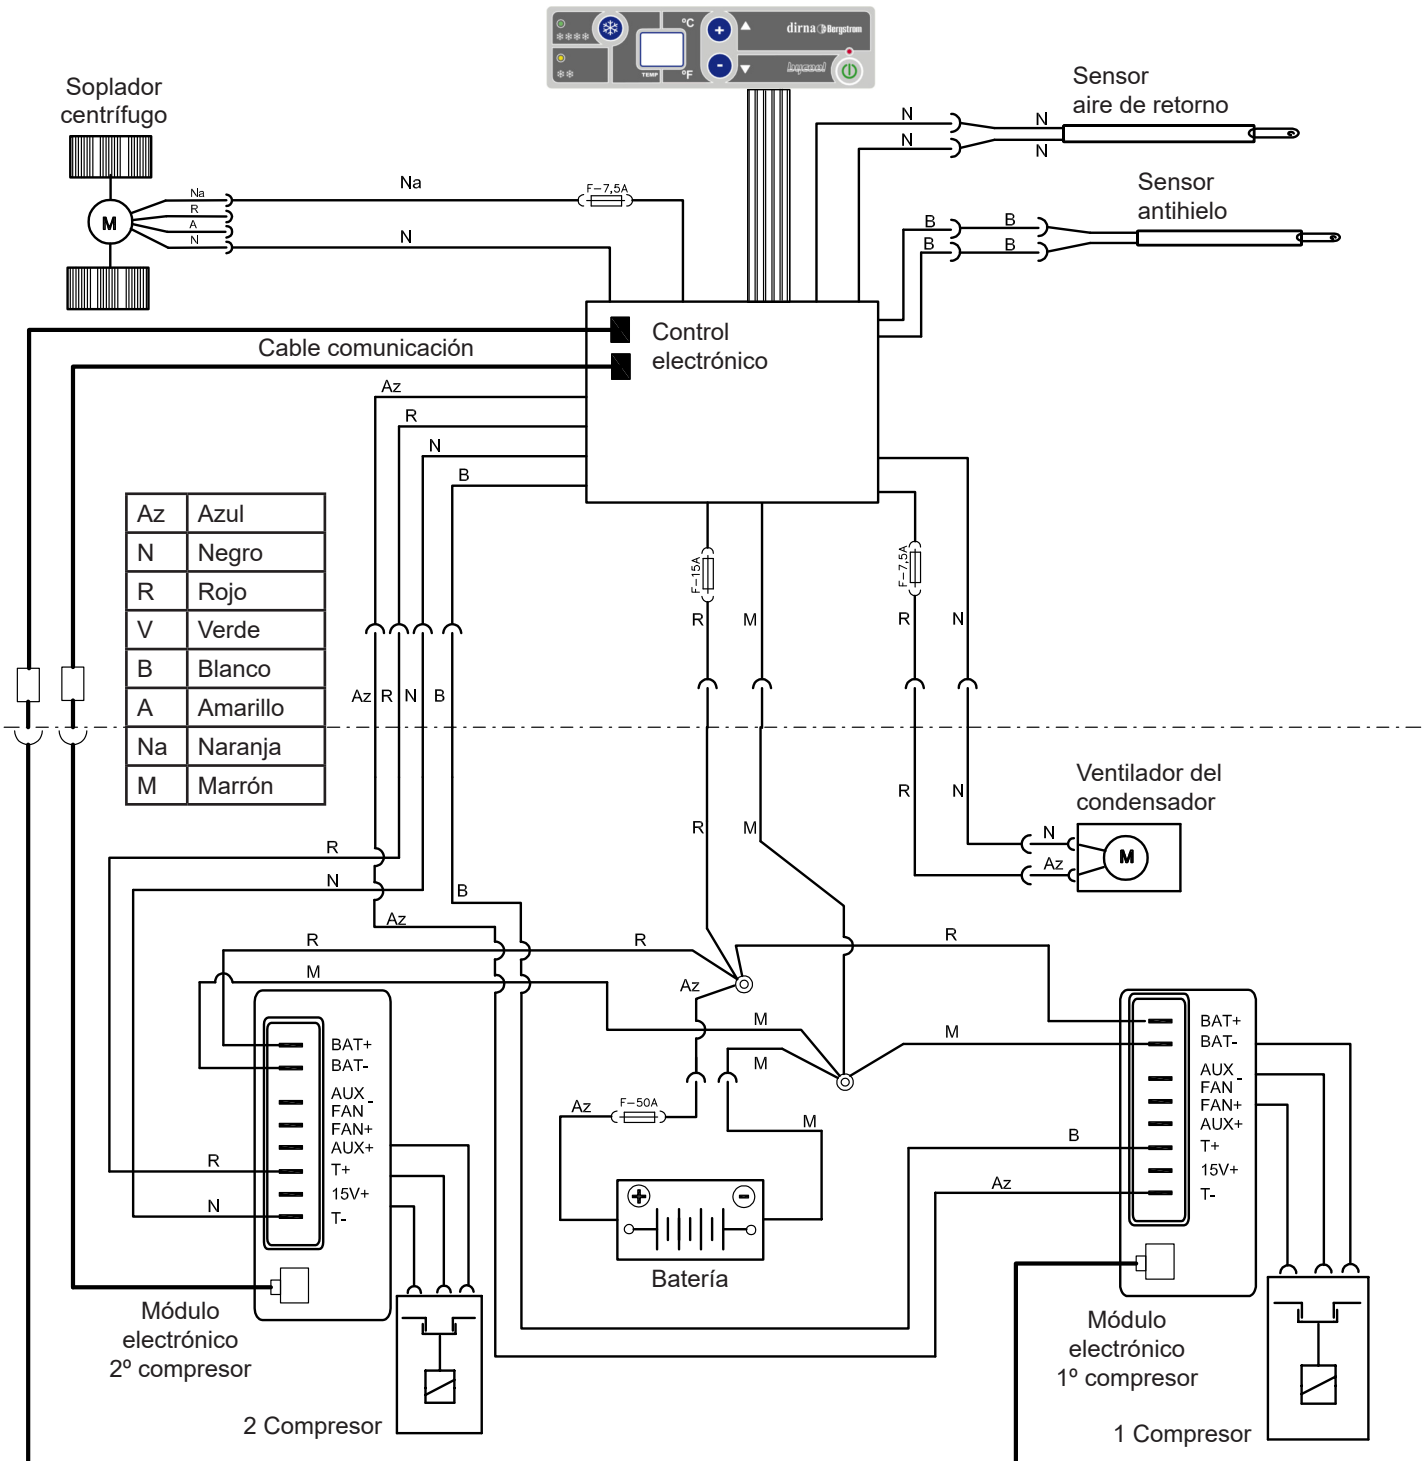 °C
°F
TEMP
+
-
dirna Bergstrom
bycool
Soplador
centrífugo
M
Na
R
A
N
Na
N
F-7,5A
Sensor
aire de retorno
N
N
N
N
Sensor
antihielo
B
B
B
B
Control
electrónico
Cable comunicación
Az
R
N
B
Az Azul
N Negro
R Rojo
V Verde
B Blanco
A Amarillo
Na Naranja
M Marrón
F-15A
F-7,5A
R
M
R
N
Az
R
N
B
Ventilador del
condensador
R
N
R
M
N
Az
M
R
N
B
Az
R
R
R
M
Az
M
M
M
BAT+
BAT-
AUX
FAN -
FAN+
AUX+
T+
15V+
T-
R
N
BAT+
BAT-
AUX
FAN -
FAN+
AUX+
T+
15V+
T-
B
Az
Az
F-50A
M
+
-
Batería
Módulo
electrónico
2º compresor
2 Compresor
Módulo
electrónico
1º compresor
1 Compresor